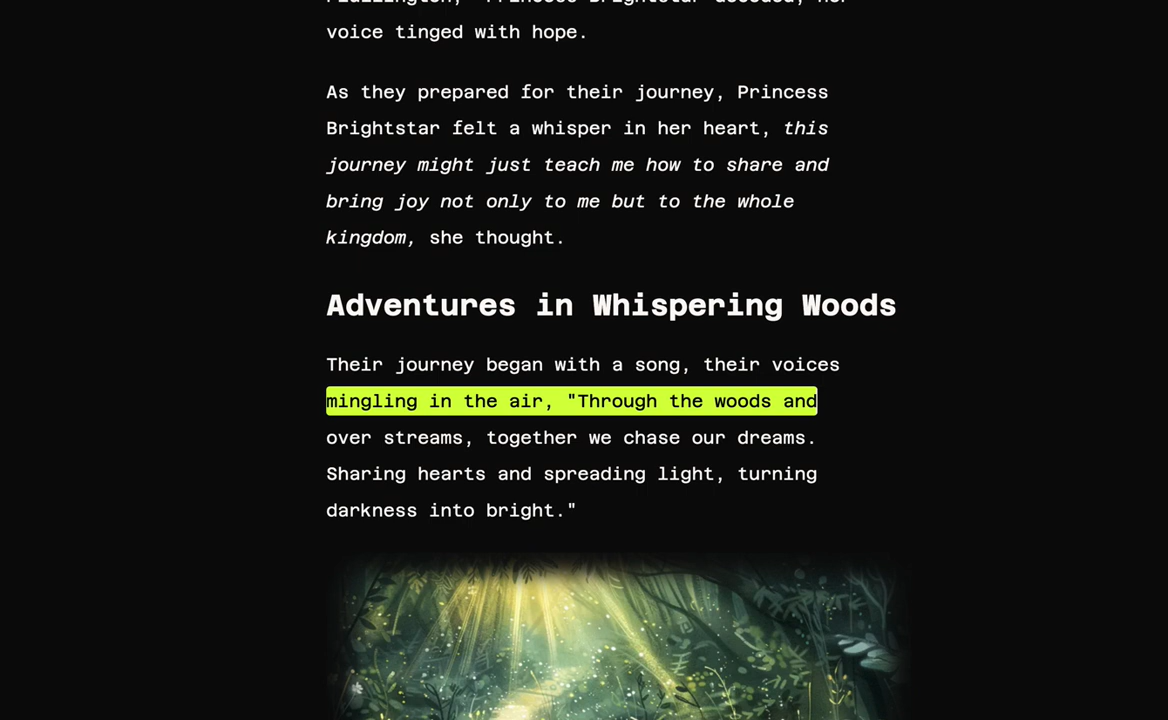 voice tinged with hope.
As they prepared for their journey, Princess
Brightstar felt a whisper in her heart, this
journey might just teach me how to share and
bring joy not only to me but to the whole
kingdom, she thought.
Adventures in Whispering Woods
Their journey began with a song, their voices
mingling in the air, "Through the woods and
over streams, together we chase our dreams.
Sharing hearts and spreading light, turning
darkness into bright."